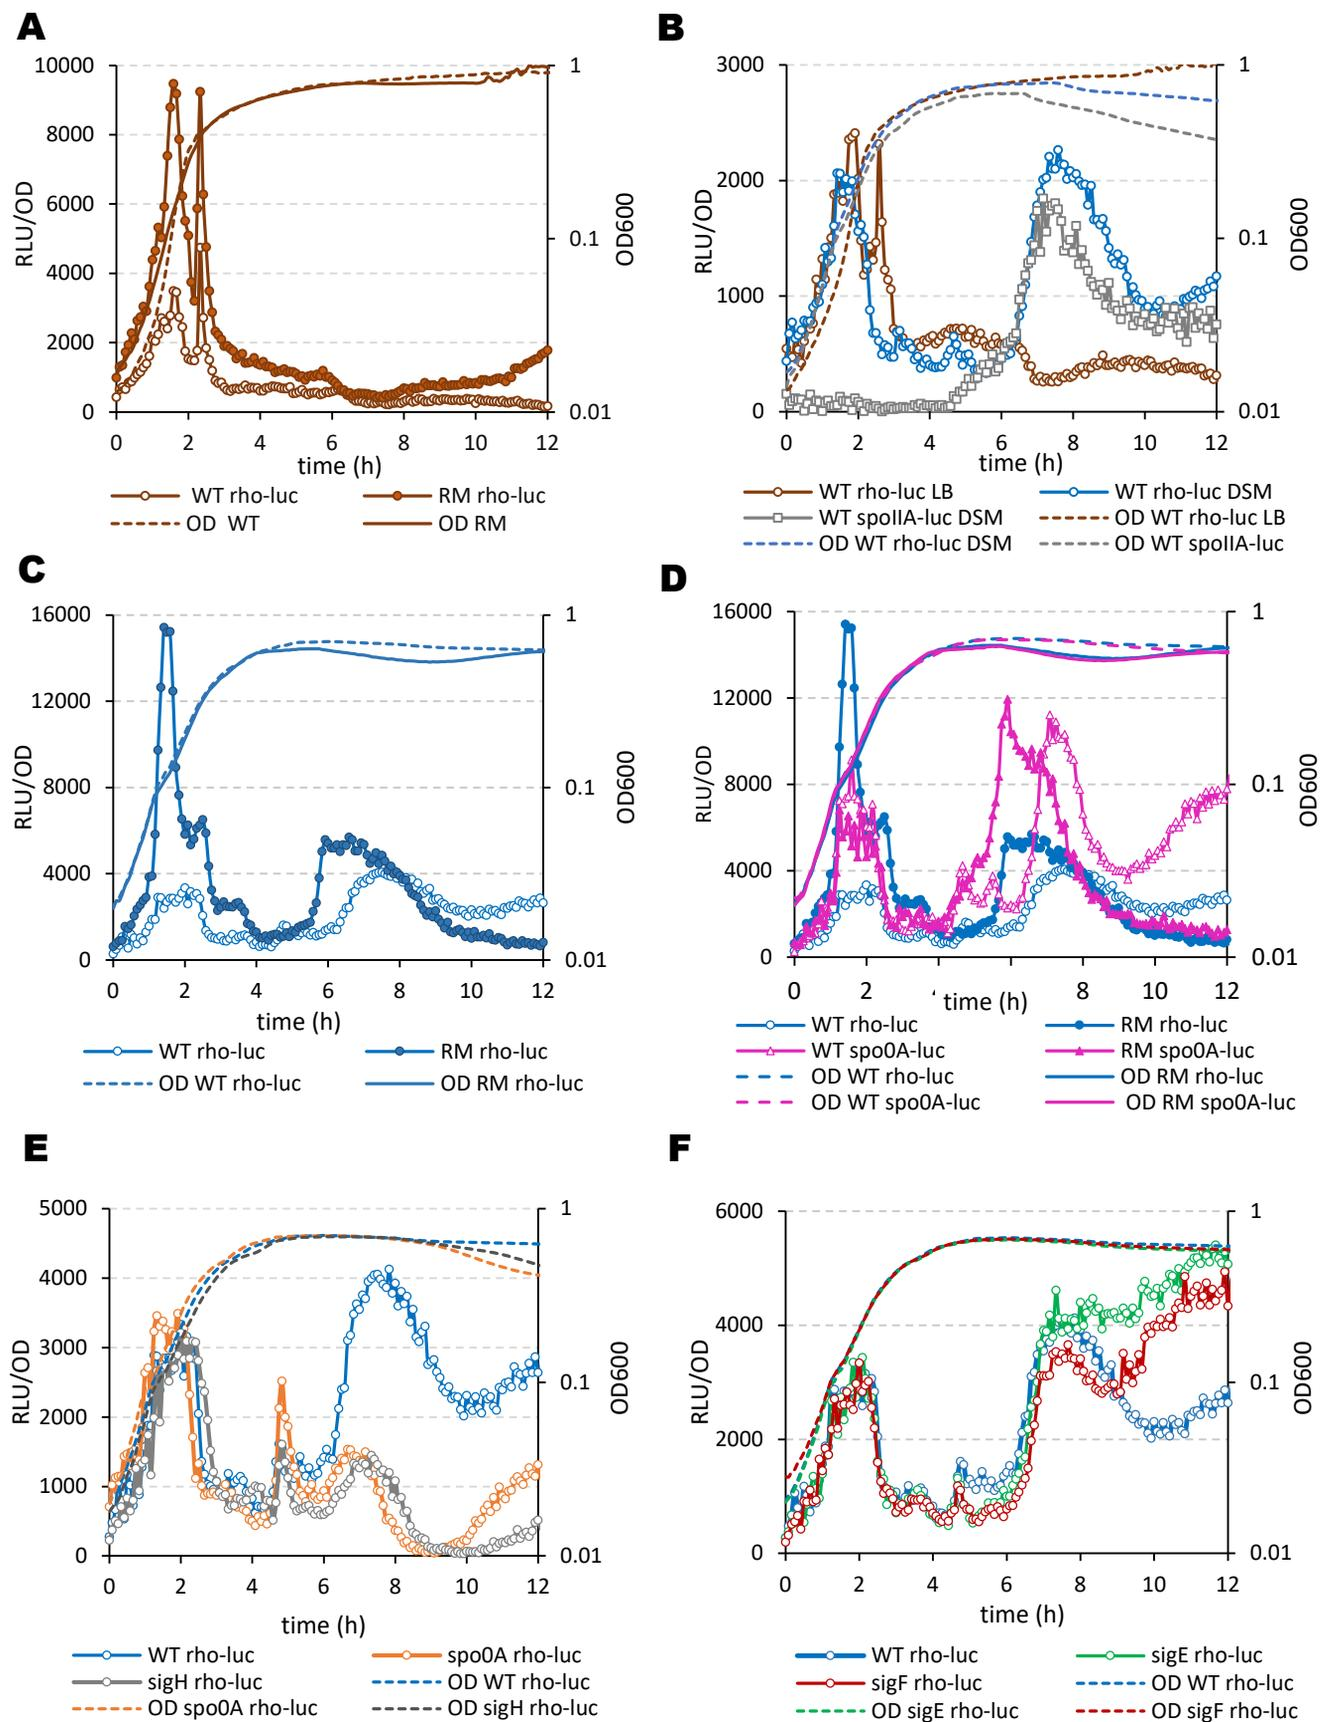 A
B
10000
8000
6000
4000
2000
0
RLU/OD
1
0.1
0.01
OD600
0 2 4 6 8 10 12
time (h)
WT rho-luc RM rho-luc
OD WT OD RM
3000
2000
1000
0
RLU/OD
1
0.1
0.01
OD600
0 2 4 6 8 10 12
time (h)
WT rho-luc LB WT rho-luc DSM
WT spoIIA-luc DSM OD WT rho-luc LB
OD WT rho-luc DSM OD WT spoIIA-luc
C
D
16000
12000
8000
4000
0
RLU/OD
1
0.1
0.01
OD600
0 2 4 6 8 10 12
time (h)
WT rho-luc RM rho-luc
OD WT rho-luc OD RM rho-luc
16000
12000
8000
4000
0
RLU/OD
1
0.1
0.01
OD600
0 2 6 8 10 12
time (h)
WT rho-luc RM rho-luc
WT spo0A-luc RM spo0A-luc
OD WT rho-luc OD RM rho-luc
OD WT spo0A-luc OD RM spo0A-luc
E
F
5000
4000
3000
2000
1000
0
RLU/OD
1
0.1
0.01
OD600
0 2 4 6 8 10 12
time (h)
WT rho-luc spo0A rho-luc
sigH rho-luc OD WT rho-luc
OD spo0A rho-luc OD sigH rho-luc
6000
4000
2000
0
RLU/OD
1
0.1
0.01
OD600
0 2 4 6 8 10 12
time (h)
WT rho-luc sigE rho-luc
sigF rho-luc OD WT rho-luc
OD sigE rho-luc OD sigF rho-luc